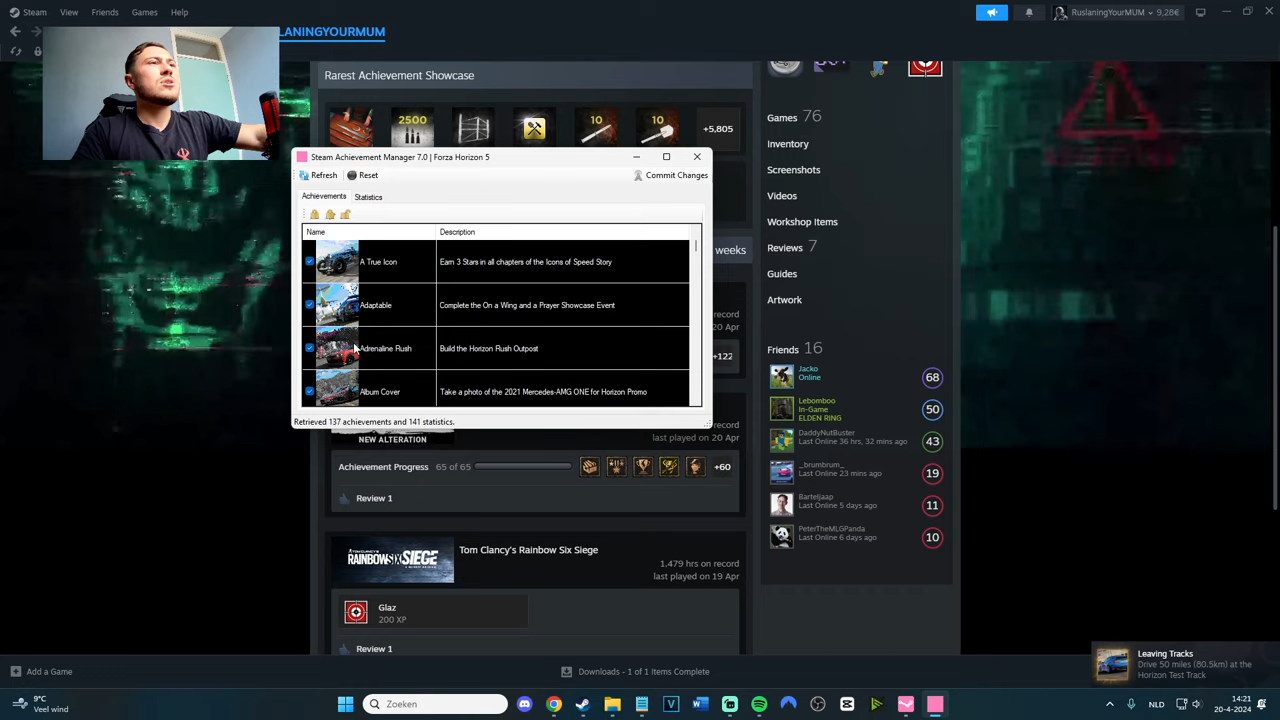 Steam View Friends Games Help
RuslaningYourMUM 9,28€
LANINGYOURMUM
Rarest Achievement Showcase
2500 10 10 +5,805
Games 76
Inventory
Screenshots
Videos
Workshop Items
Reviews 7
Guides
Artwork
Steam Achievement Manager 7.0 | Forza Horizon 5
Refresh Reset Commit Changes
Achievements Statistics
Name Description
A True Icon Earn 3 Stars in all chapters of the Icons of Speed Story
Adaptable Complete the On a Wing and a Prayer Showcase Event
Adrenaline Rush Build the Horizon Rush Outpost
Album Cover Take a photo of the 2021 Mercedes-AMG ONE for Horizon Promo
Retrieved 137 achievements and 141 statistics.
weeks
record
20 Apr
+122
Friends 16
Jacko
Online
68
Lebomboo
In-Game
ELDEN RING
50
DaddyNutBuster
Last Online 36 hrs, 32 mins ago
43
_brumbrum_
Last Online 23 mins ago
19
Barteljaap
Last Online 5 days ago
11
PeterTheMLGPanda
Last Online 6 days ago
10
NEW ALTERATION
record
last played on 20 Apr
Achievement Progress 65 of 65 +60
Review 1
RAINBOWSIX SIEGE
Tom Clancy's Rainbow Six Siege
1,479 hrs on record
last played on 19 Apr
Glaz
200 XP
Review 1
Leaving Tracks
Drive 50 miles (80.5km) at the
Horizon Test Track
Add a Game Downloads - 1 of 1 Items Complete
9°C
Veel wind
Zoeken
NLD
14:21
20-4-2024